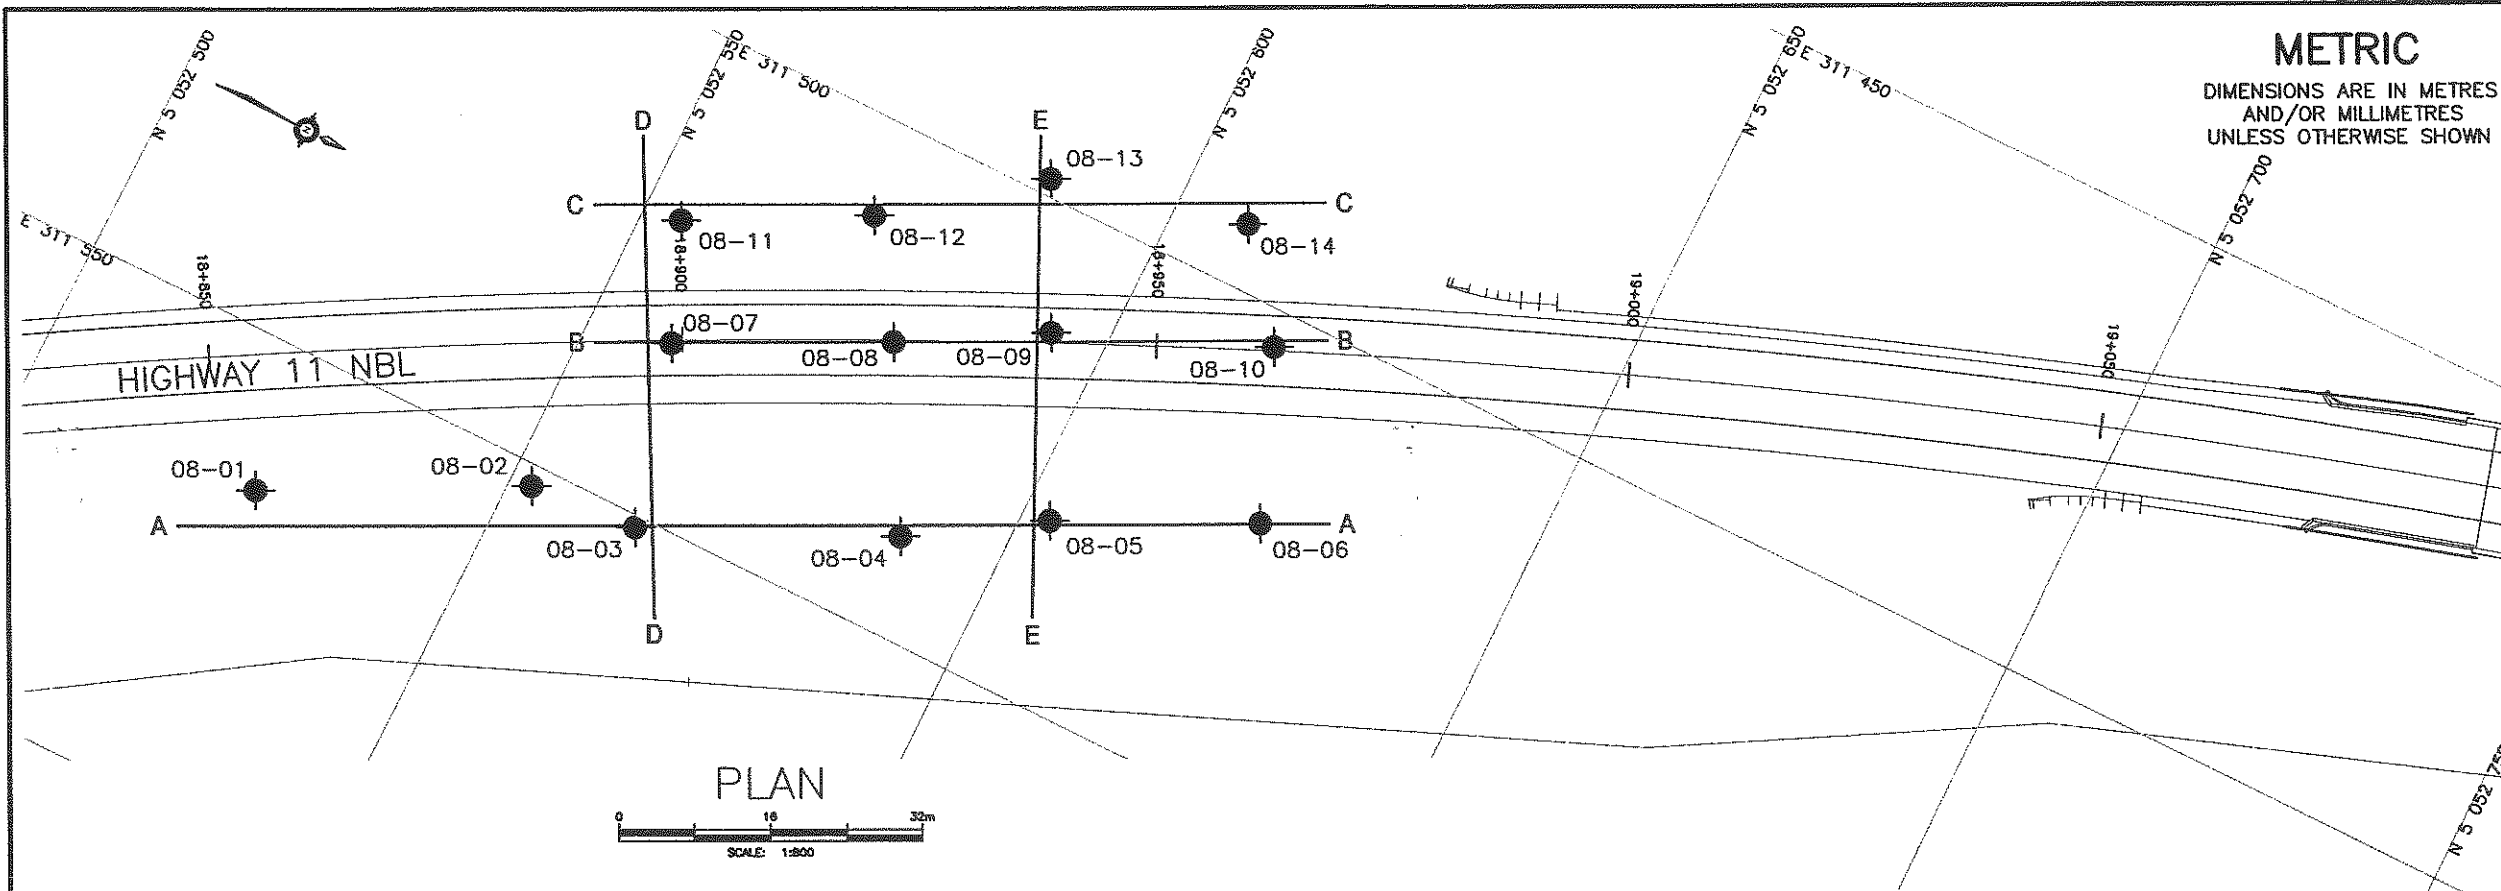 METRIC
DIMENSIONS ARE IN METRES
AND/OR MILLIMETRES
UNLESS OTHERWISE SHOWN
N 5 052 500
N 5 052 550
E 311 500
N 5 052 600
N 5 052 650
E 311 450
N 5 052 700
E 311 550
N
D
E
08-13
C
C
08-11
08-12
08-14
18+850
18+900
18+950
19+000
19+050
08-07
B
08-08
08-09
B
08-10
HIGHWAY 11 NBL
08-01
08-02
A
08-03
08-04
08-05
08-06
A
D
E
N 5 052 750
PLAN
0
16
32m
SCALE: 1:800